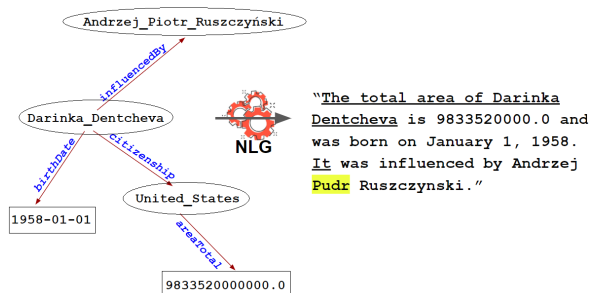 Andrzej_Piotr_Ruszczyński
influencedBy
Darinka_Dentcheva
birthDate
citizenship
1958-01-01
United_States
areaTotal
9833520000000.0
NLG
“The total area of Darinka
Dentcheva is 9833520000.0 and
was born on January 1, 1958.
It was influenced by Andrzej
Pudr Ruszczynski.”